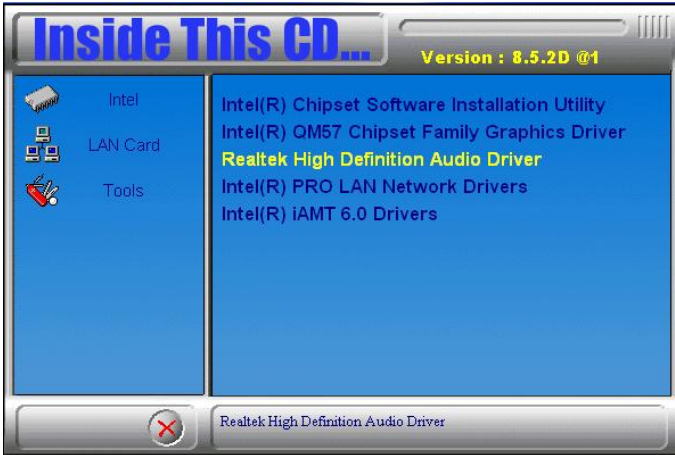 Inside This CD...
Version : 8.5.2D @1
Intel
LAN Card
Tools
Intel(R) Chipset Software Installation Utility
Intel(R) QM57 Chipset Family Graphics Driver
Realtek High Definition Audio Driver
Intel(R) PRO LAN Network Drivers
Intel(R) iAMT 6.0 Drivers
Realtek High Definition Audio Driver